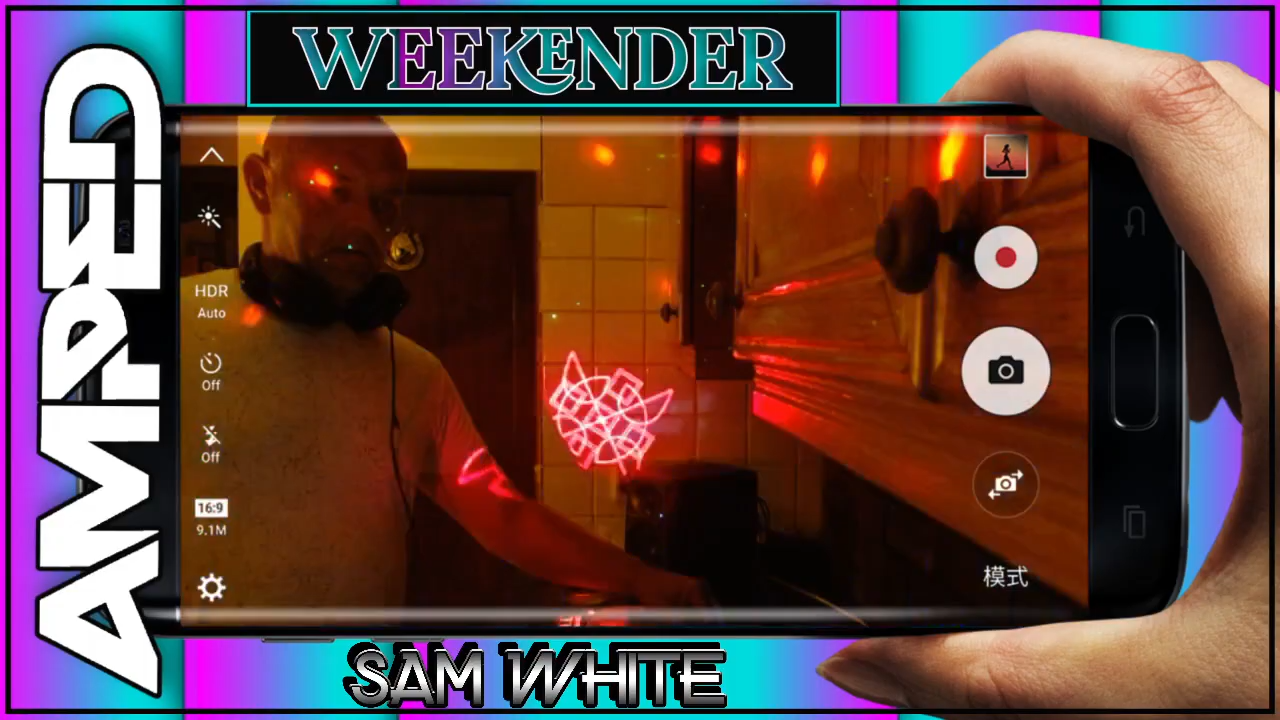 WEEKENDER
AMPED
HDR
Auto
Off
Off
16:9
9.1M
模式
SAM WHITE